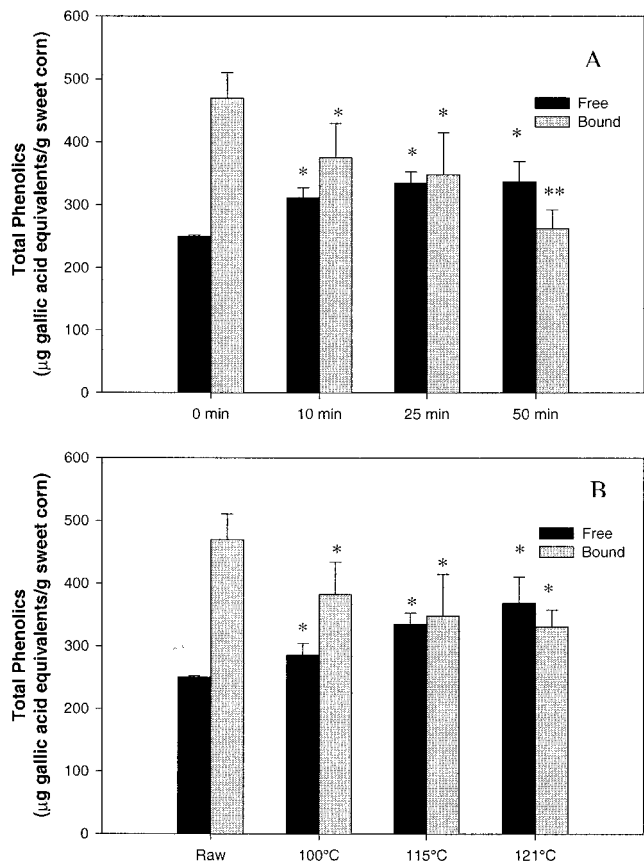 600
A
Free
Bound
500
400
300
200
100
0
Total Phenolics
(µg gallic acid equivalents/g sweet corn)
* * * * * **
0 min 10 min 25 min 50 min
600
B
Free
Bound
500
400
300
200
100
0
Total Phenolics
(µg gallic acid equivalents/g sweet corn)
* * * * * *
Raw 100°C 115°C 121°C